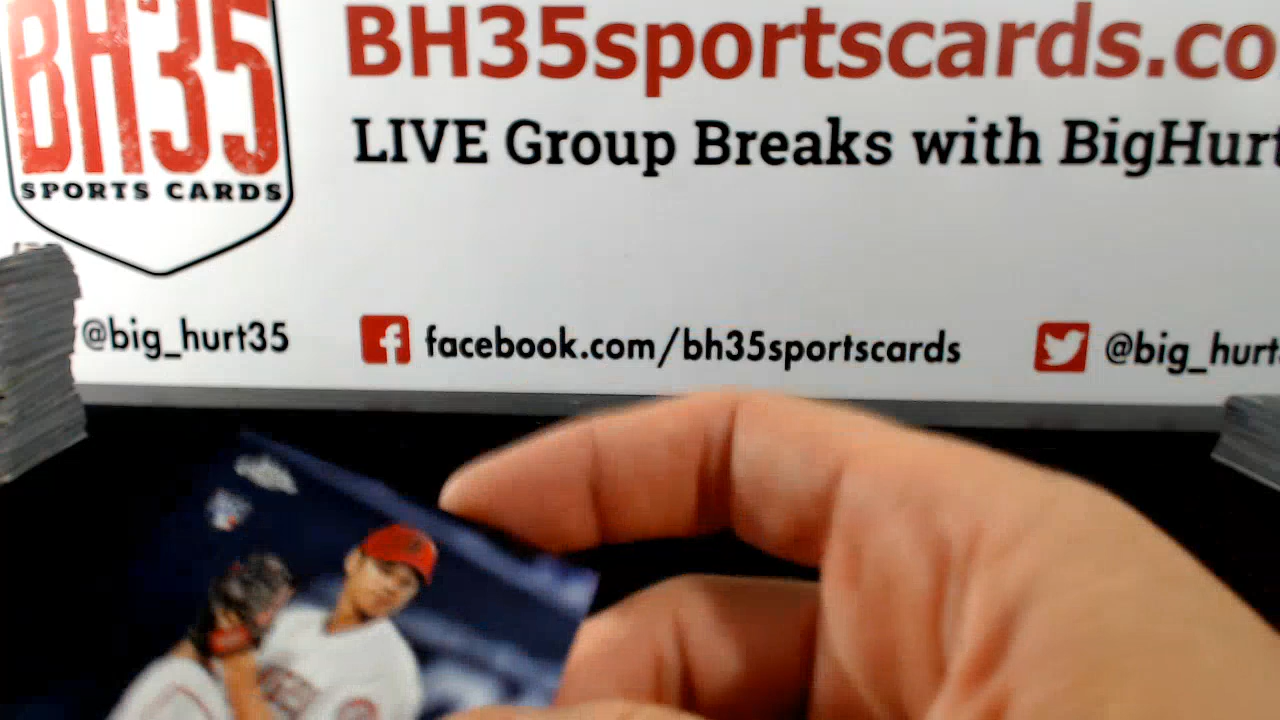 BH35
SPORTS CARDS
BH35sportscards.co
LIVE Group Breaks with BigHurt
@big_hurt35
facebook.com/bh35sportscards
@big_hurt